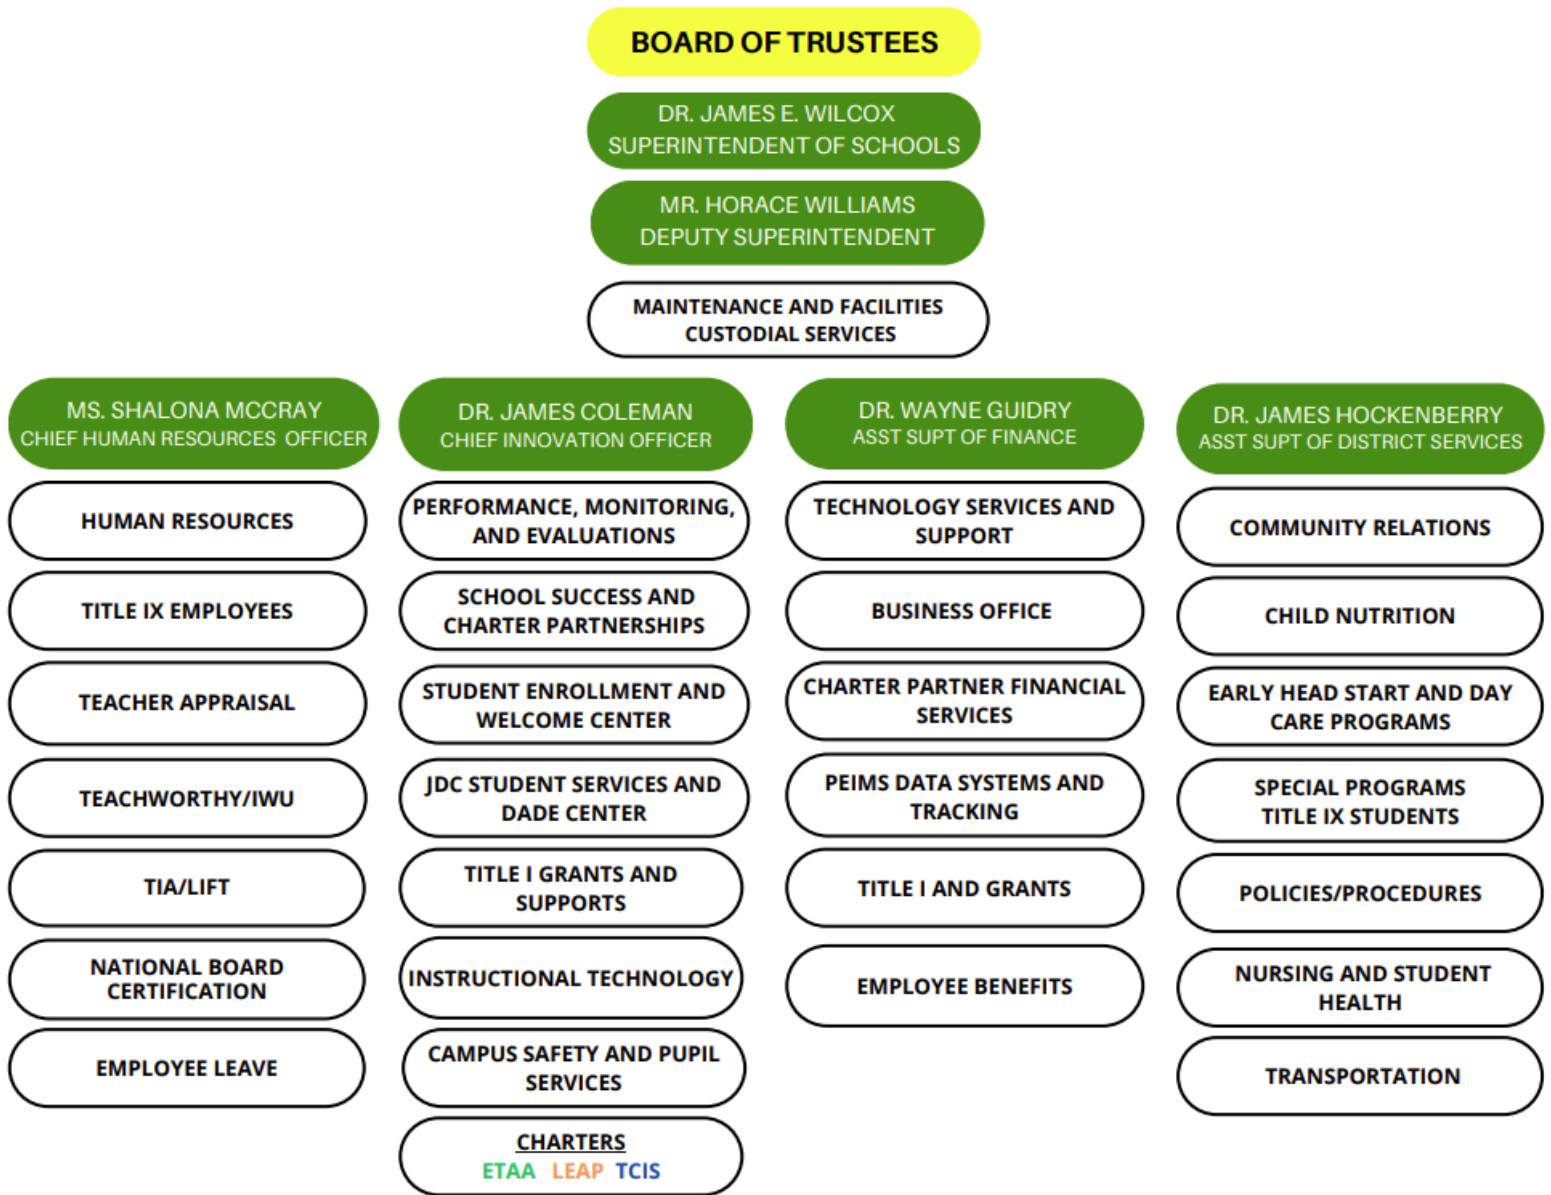 BOARD OF TRUSTEES
DR. JAMES E. WILCOX
SUPERINTENDENT OF SCHOOLS
MR. HORACE WILLIAMS
DEPUTY SUPERINTENDENT
MAINTENANCE AND FACILITIES
CUSTODIAL SERVICES
MS. SHALONA MCCRAY
CHIEF HUMAN RESOURCES OFFICER
HUMAN RESOURCES
TITLE IX EMPLOYEES
TEACHER APPRAISAL
TEACHWORTHY/IWU
TIA/LIFT
NATIONAL BOARD
CERTIFICATION
EMPLOYEE LEAVE
DR. JAMES COLEMAN
CHIEF INNOVATION OFFICER
PERFORMANCE, MONITORING,
AND EVALUATIONS
SCHOOL SUCCESS AND
CHARTER PARTNERSHIPS
STUDENT ENROLLMENT AND
WELCOME CENTER
JDC STUDENT SERVICES AND
DADE CENTER
TITLE I GRANTS AND
SUPPORTS
INSTRUCTIONAL TECHNOLOGY
CAMPUS SAFETY AND PUPIL
SERVICES
CHARTERS
ETAA LEAP TCIS
DR. WAYNE GUIDRY
ASST SUPT OF FINANCE
TECHNOLOGY SERVICES AND
SUPPORT
BUSINESS OFFICE
CHARTER PARTNER FINANCIAL
SERVICES
PEIMS DATA SYSTEMS AND
TRACKING
TITLE I AND GRANTS
EMPLOYEE BENEFITS
DR. JAMES HOCKENBERRY
ASST SUPT OF DISTRICT SERVICES
COMMUNITY RELATIONS
CHILD NUTRITION
EARLY HEAD START AND DAY
CARE PROGRAMS
SPECIAL PROGRAMS
TITLE IX STUDENTS
POLICIES/PROCEDURES
NURSING AND STUDENT
HEALTH
TRANSPORTATION